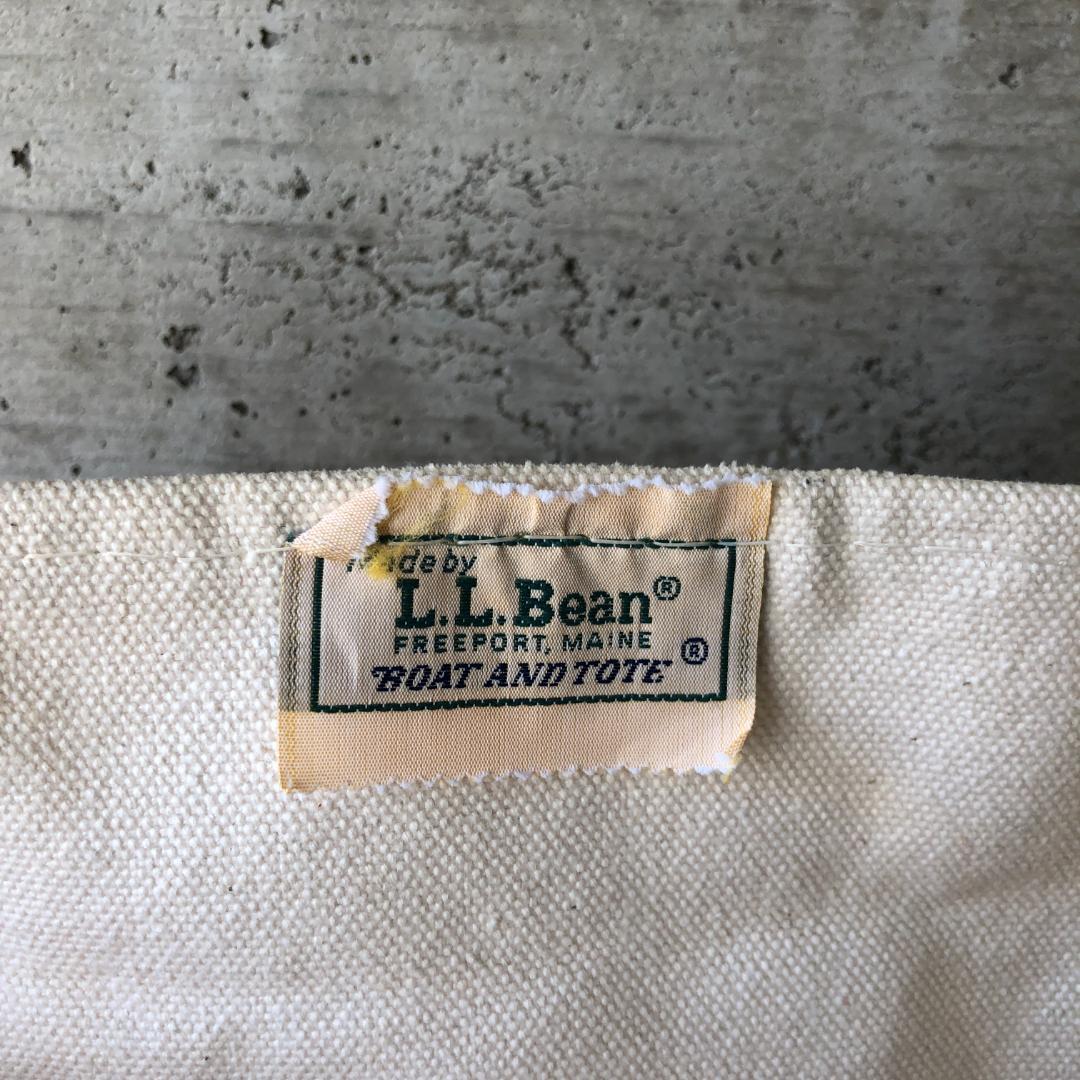 Made by
L.L.Bean®
FREEPORT, MAINE
BOAT AND TOTE ®